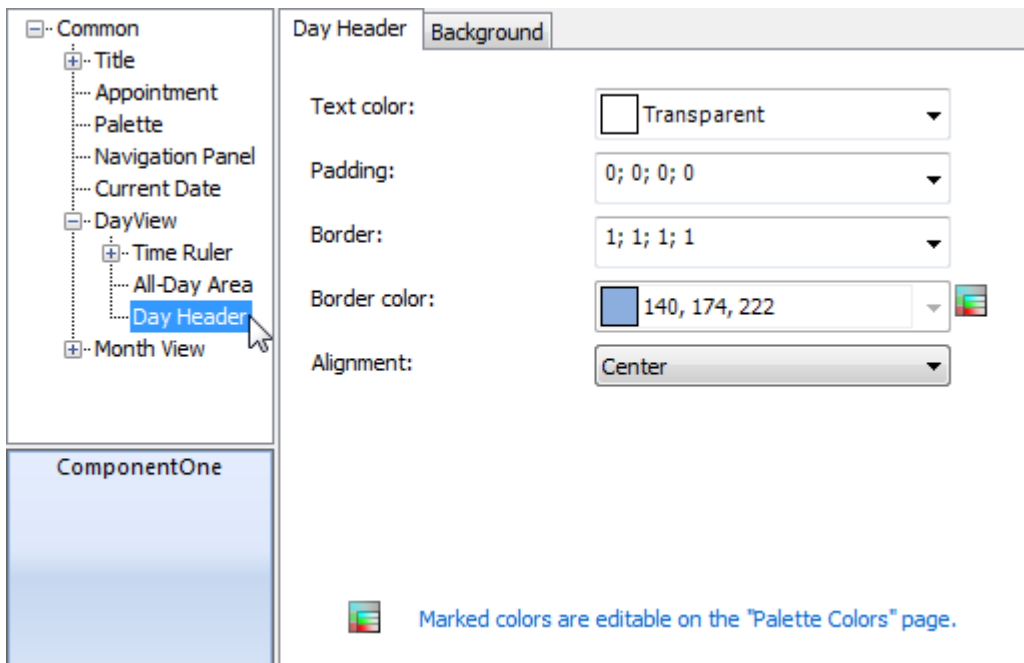 Common
Title
Appointment
Palette
Navigation Panel
Current Date
DayView
Time Ruler
All-Day Area
Day Header
Month View
ComponentOne
Day Header
Background
Text color:
Transparent
Padding:
0; 0; 0; 0
Border:
1; 1; 1; 1
Border color:
140, 174, 222
Alignment:
Center
Marked colors are editable on the "Palette Colors" page.